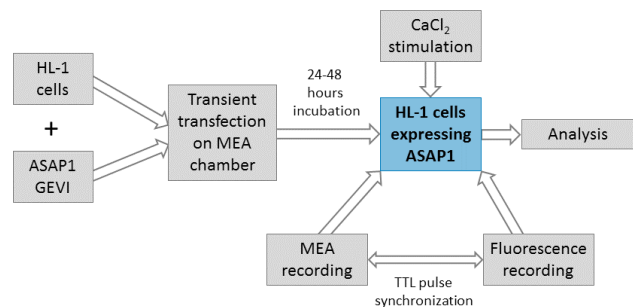 HL-1
cells
+
ASAP1
GEVI
Transient
transfection
on MEA
chamber
24-48
hours
incubation
CaCl₂
stimulation
HL-1 cells
expressing
ASAP1
Analysis
MEA
recording
TTL pulse
synchronization
Fluorescence
recording